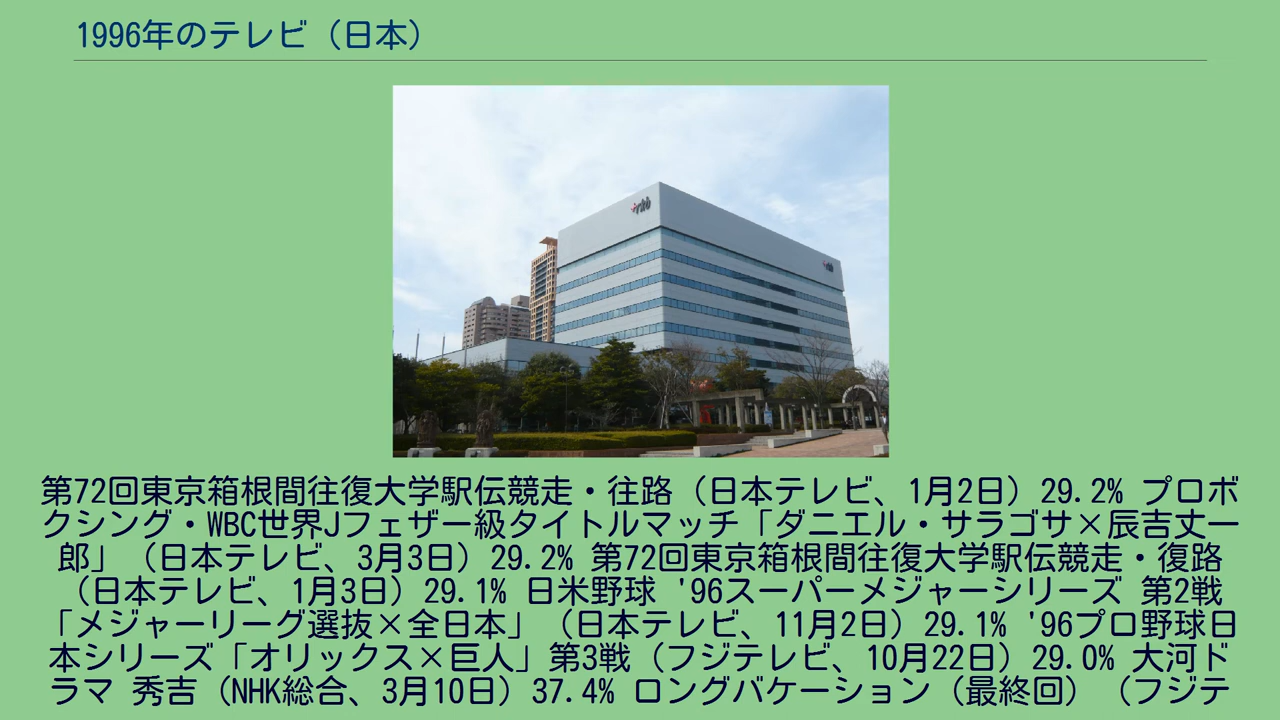 1996年のテレビ（日本）
第72回東京箱根間往復大学駅伝競走・往路（日本テレビ、1月2日）29.2% プロボ
クシング・WBC世界Jフェザー級タイトルマッチ「ダニエル・サラゴサ×辰吉丈一
郎」（日本テレビ、3月3日）29.2% 第72回東京箱根間往復大学駅伝競走・復路
（日本テレビ、1月3日）29.1% 日米野球 '96スーパーメジャーシリーズ 第2戦
「メジャーリーグ選抜×全日本」（日本テレビ、11月2日）29.1% '96プロ野球日
本シリーズ「オリックス×巨人」第3戦（フジテレビ、10月22日）29.0% 大河ド
ラマ 秀吉（NHK総合、3月10日）37.4% ロングバケーション（最終回）（フジテ